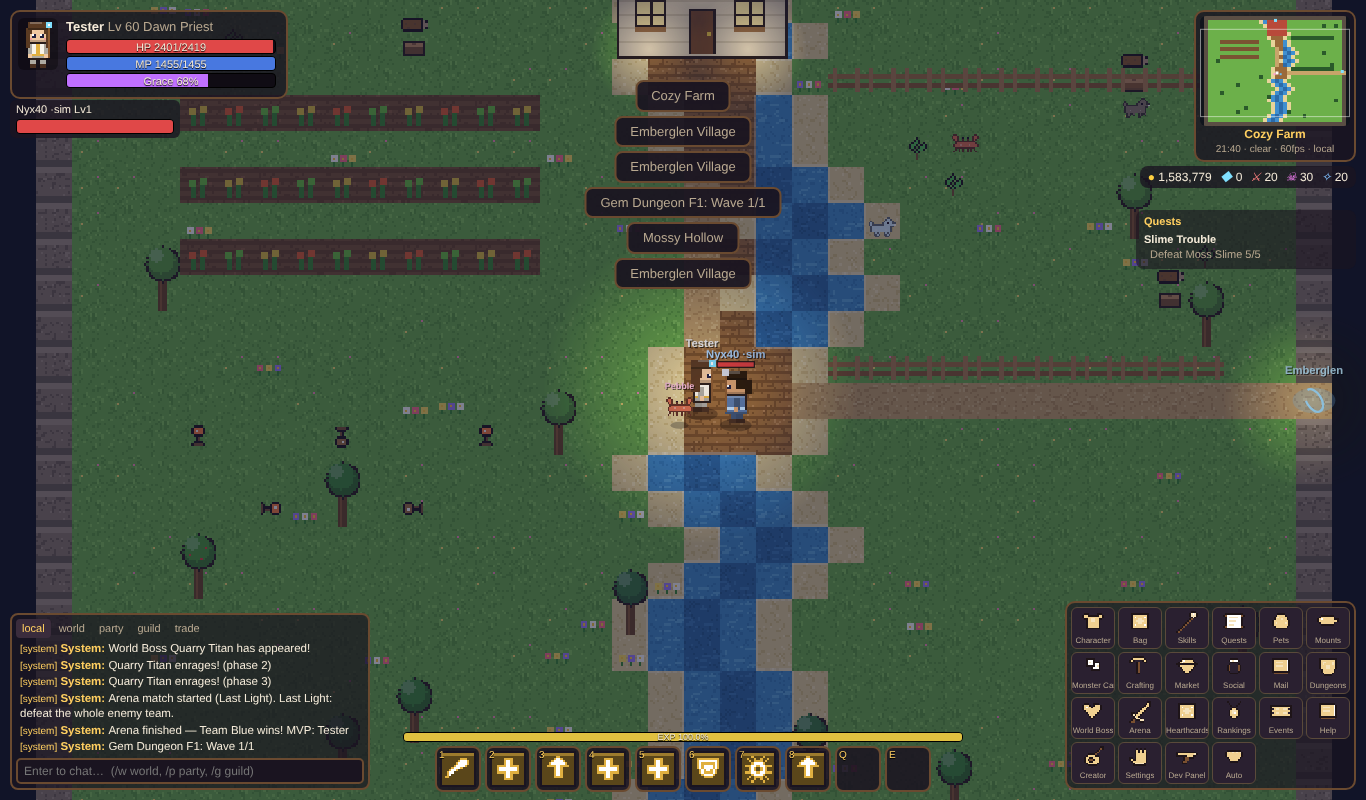 Tester Lv 60 Dawn Priest
HP 2401/2419
MP 1455/1455
Grace 68%
Nyx40 ·sim Lv1
Cozy Farm
Emberglen Village
Emberglen Village
Gem Dungeon F1: Wave 1/1
Mossy Hollow
Emberglen Village
Cozy Farm
21:40 · clear · 60fps · local
1,583,779 0 20 30 20
Quests
Slime Trouble
Defeat Moss Slime 5/5
Tester
Nyx40 ·sim
Pebble
Emberglen
local world party guild trade
[system] System: World Boss Quarry Titan has appeared!
[system] System: Quarry Titan enrages! (phase 2)
[system] System: Quarry Titan enrages! (phase 3)
[system] System: Arena match started (Last Light). Last Light:
defeat the whole enemy team.
[system] System: Arena finished — Team Blue wins! MVP: Tester
[system] System: Gem Dungeon F1: Wave 1/1
Enter to chat… (/w world, /p party, /g guild)
EXP 100.0%
1 2 3 4 5 6 7 8 Q E
Character Bag Skills Quests Pets Mounts
Monster Ca Crafting Market Social Mail Dungeons
World Boss Arena Hearthcards Rankings Events Help
Creator Settings Dev Panel Auto